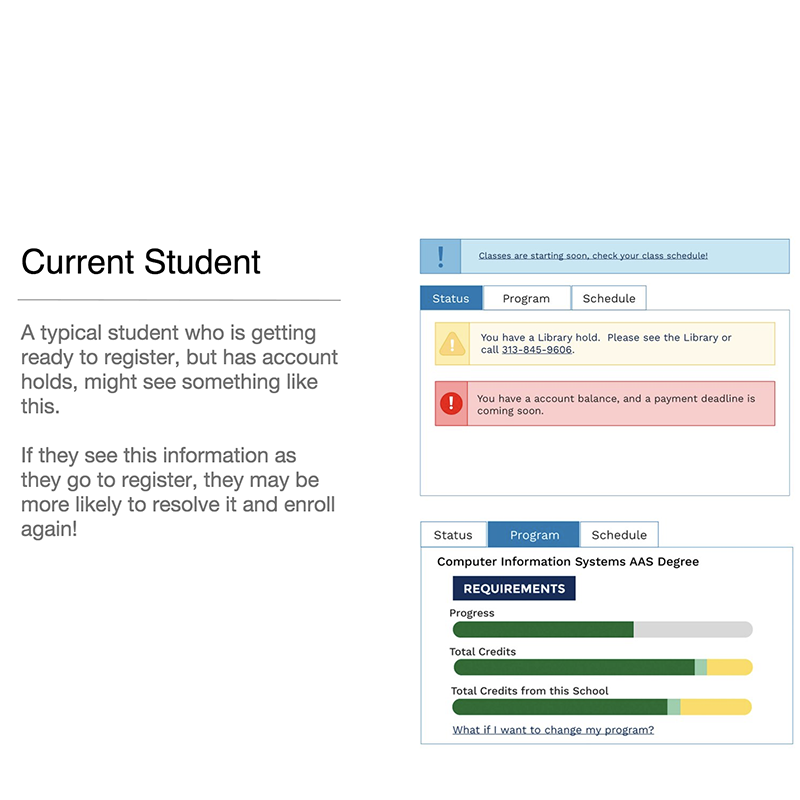 Current Student
A typical student who is getting
ready to register, but has account
holds, might see something like
this.
If they see this information as
they go to register, they may be
more likely to resolve it and enroll
again!
! Classes are starting soon, check your class schedule!
Status Program Schedule
! You have a Library hold. Please see the Library or
call 313-845-9606.
! You have a account balance, and a payment deadline is
coming soon.
Status Program Schedule
Computer Information Systems AAS Degree
REQUIREMENTS
Progress
Total Credits
Total Credits from this School
What if I want to change my program?